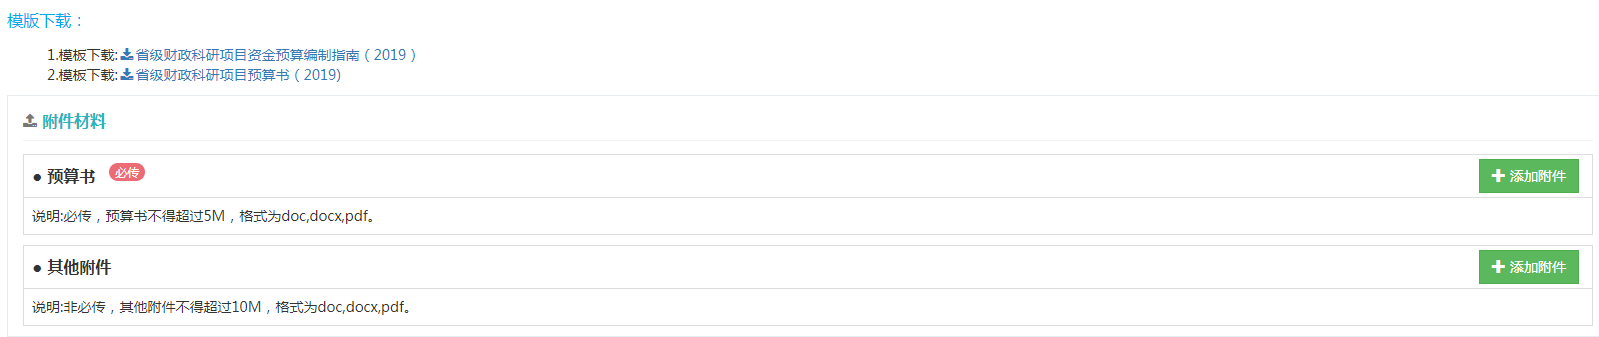 模版下载：
1.模板下载: 省级财政科研项目资金预算编制指南（2019）
2.模板下载: 省级财政科研项目预算书（2019)
附件材料
● 预算书 必传 添加附件
说明:必传，预算书不得超过5M，格式为doc,docx,pdf。
● 其他附件 添加附件
说明:非必传，其他附件不得超过10M，格式为doc,docx,pdf。